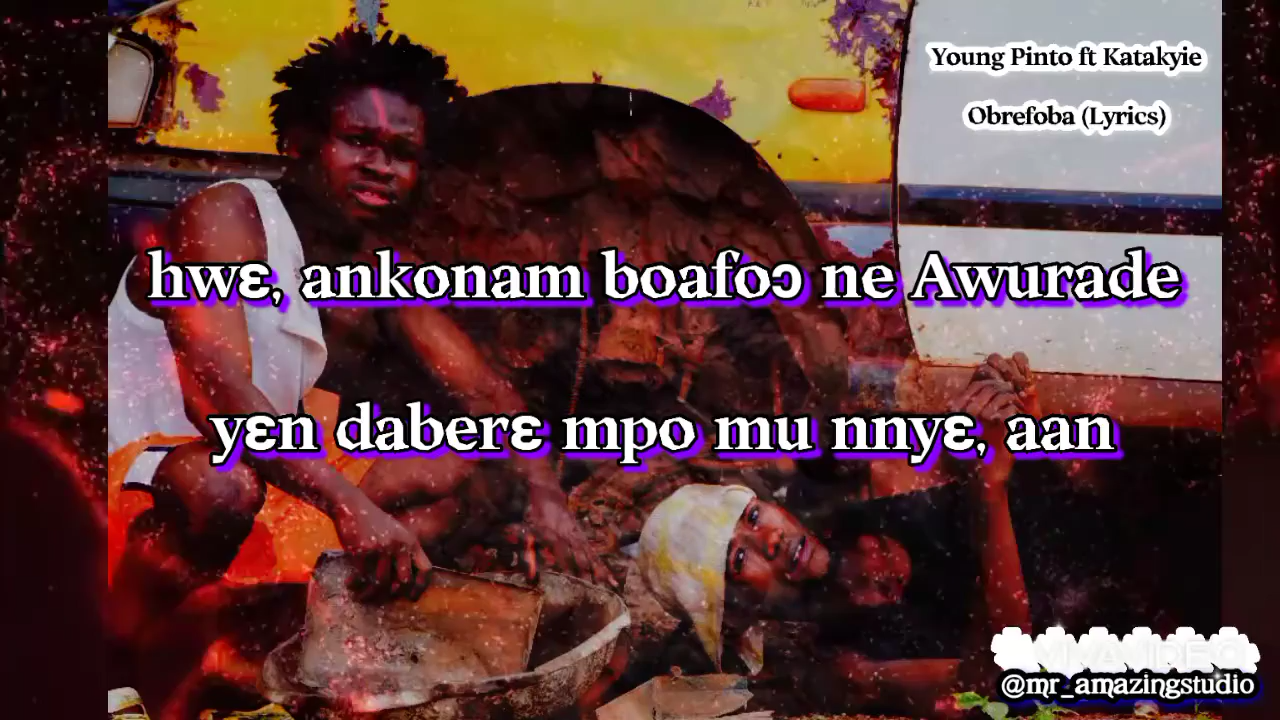 Young Pinto ft Katakyie
Obrefoba (Lyrics)
hwɛ, ankonam boafoɔ ne Awurade
yɛn daberɛ mpo mu nnyɛ, aan
@mr_amazingstudio